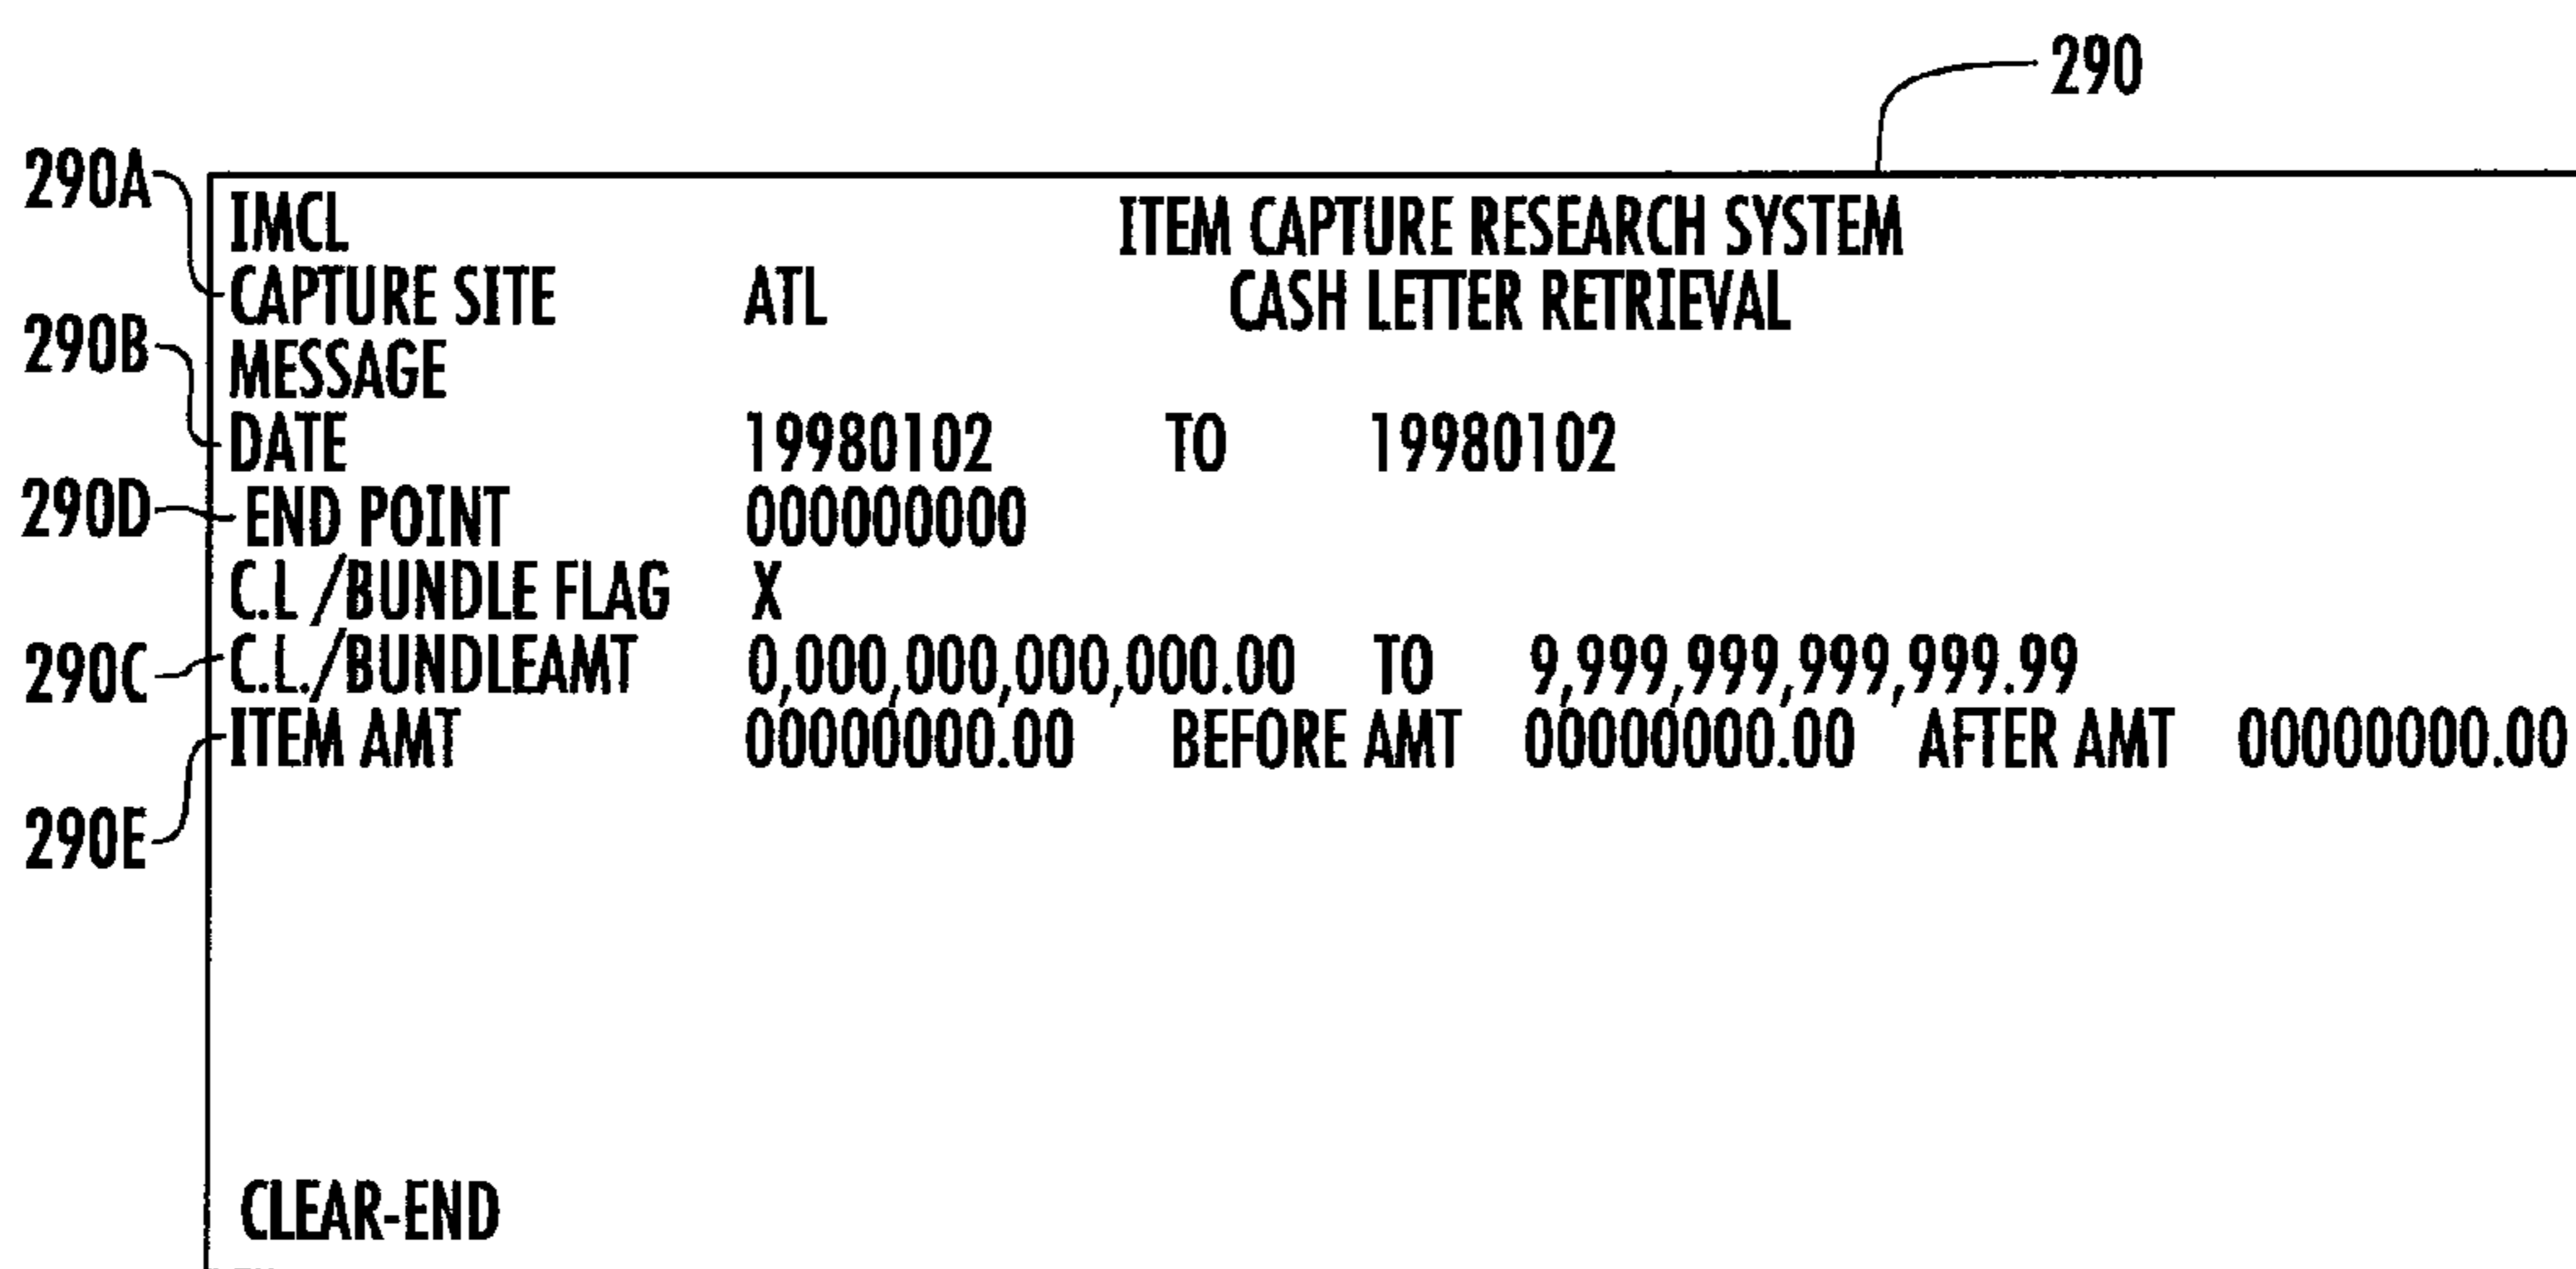 290
290A IMCL ITEM CAPTURE RESEARCH SYSTEM
CAPTURE SITE ATL CASH LETTER RETRIEVAL
290B MESSAGE
DATE 19980102 TO 19980102
290D END POINT 000000000
C.L /BUNDLE FLAG X
290C C.L./BUNDLEAMT 0,000,000,000,000.00 TO 9,999,999,999,999.99
ITEM AMT 00000000.00 BEFORE AMT 00000000.00 AFTER AMT 00000000.00
290E
CLEAR-END